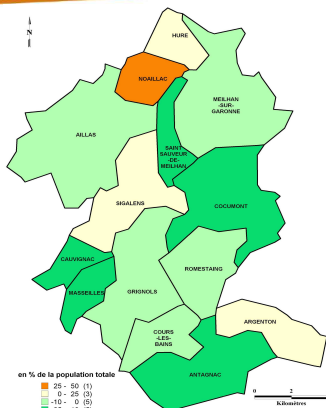 N
HURE
NOAILLAC
MEILHAN
-SUR-
GARONNE
AILLAS
SAINT
SAUVEUR
-DE-
MEILHAN
SIGALENS
COCUMONT
CAUVIGNAC
ROMESTAING
MASSEILLES
GRIGNOLS
ARGENTON
COURS
-LES-
BAINS
ANTAGNAC
en % de la population totale
25 - 50 (1)
0 - 25 (3)
-10 - 0 (5)
0 2
Kilomètres